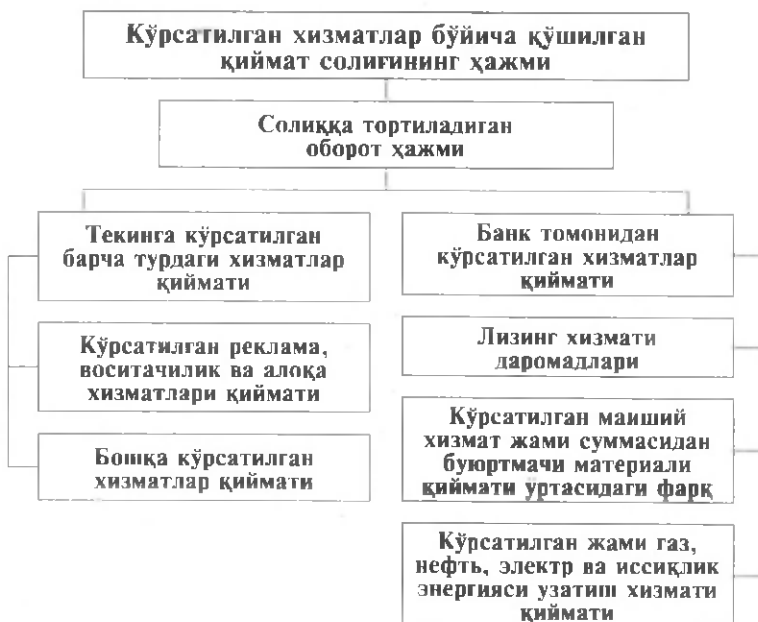 Кўрсатилган хизматлар бўйича қўшилган
қиймат солиғининг ҳажми
Солиққа тортиладиган
оборот ҳажми
Текинга кўрсатилган
барча турдаги хизматлар
қиймати
Кўрсатилган реклама,
воситачилик ва алоқа
хизматлари қиймати
Бошқа кўрсатилган
хизматлар қиймати
Банк томонидан
кўрсатилган хизматлар
қиймати
Лизинг хизмати
даромадлари
Кўрсатилган маиший
хизмат жами суммасидан
буюртмачи материали
қиймати ўртасидаги фарқ
Кўрсатилган жами газ,
нефть, электр ва иссиқлик
энергияси узатиш хизмати
қиймати